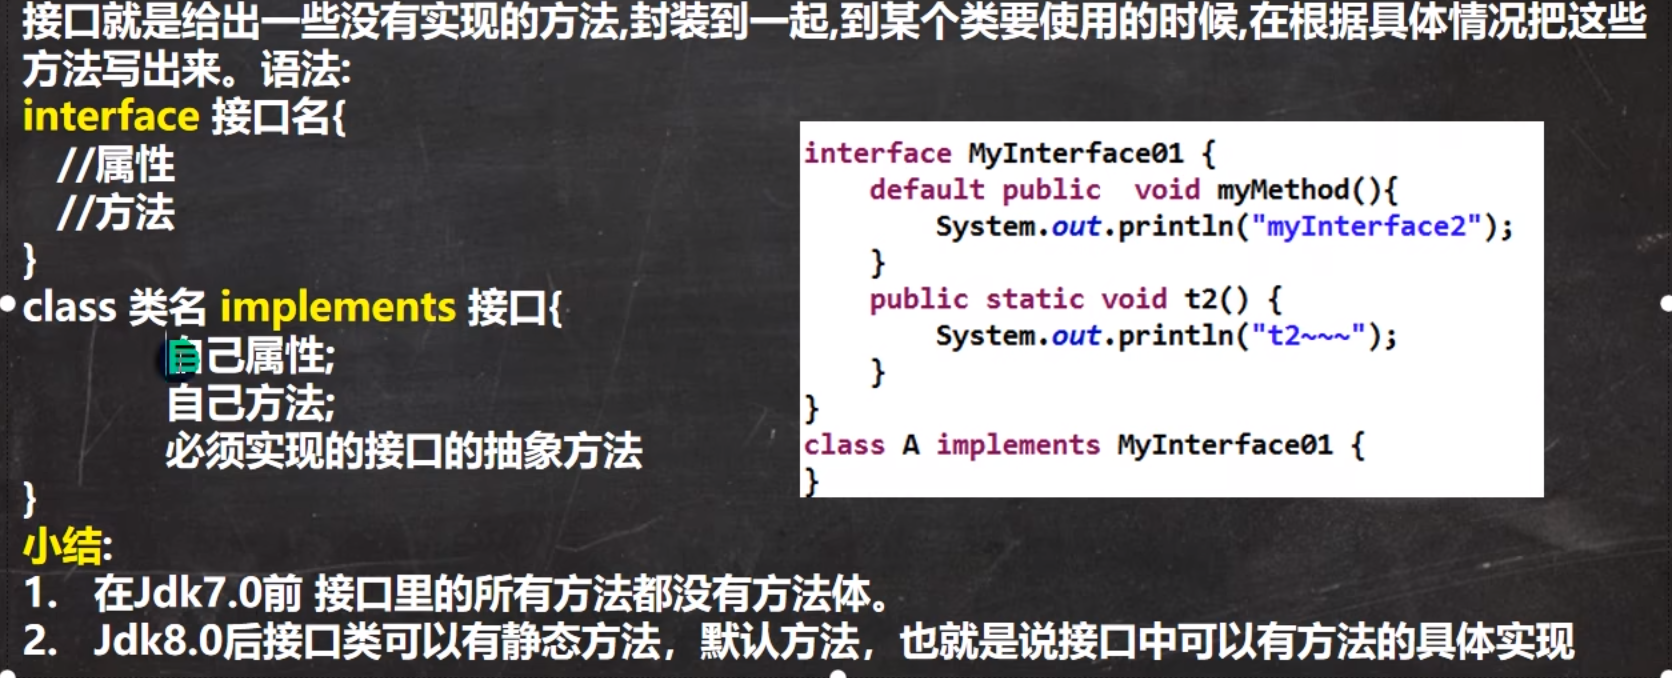 接口就是给出一些没有实现的方法,封装到一起,到某个类要使用的时候,在根据具体情况把这些
方法写出来。语法:
interface 接口名{
//属性
//方法
}
class 类名 implements 接口{
自己属性;
自己方法;
必须实现的接口的抽象方法
}
小结:
1. 在Jdk7.0前 接口里的所有方法都没有方法体。
2. Jdk8.0后接口类可以有静态方法，默认方法，也就是说接口中可以有方法的具体实现
interface MyInterface01 {
default public  void myMethod(){
System.out.println("myInterface2");
}
public static void t2() {
System.out.println("t2~~~");
}
}
class A implements MyInterface01 {
}